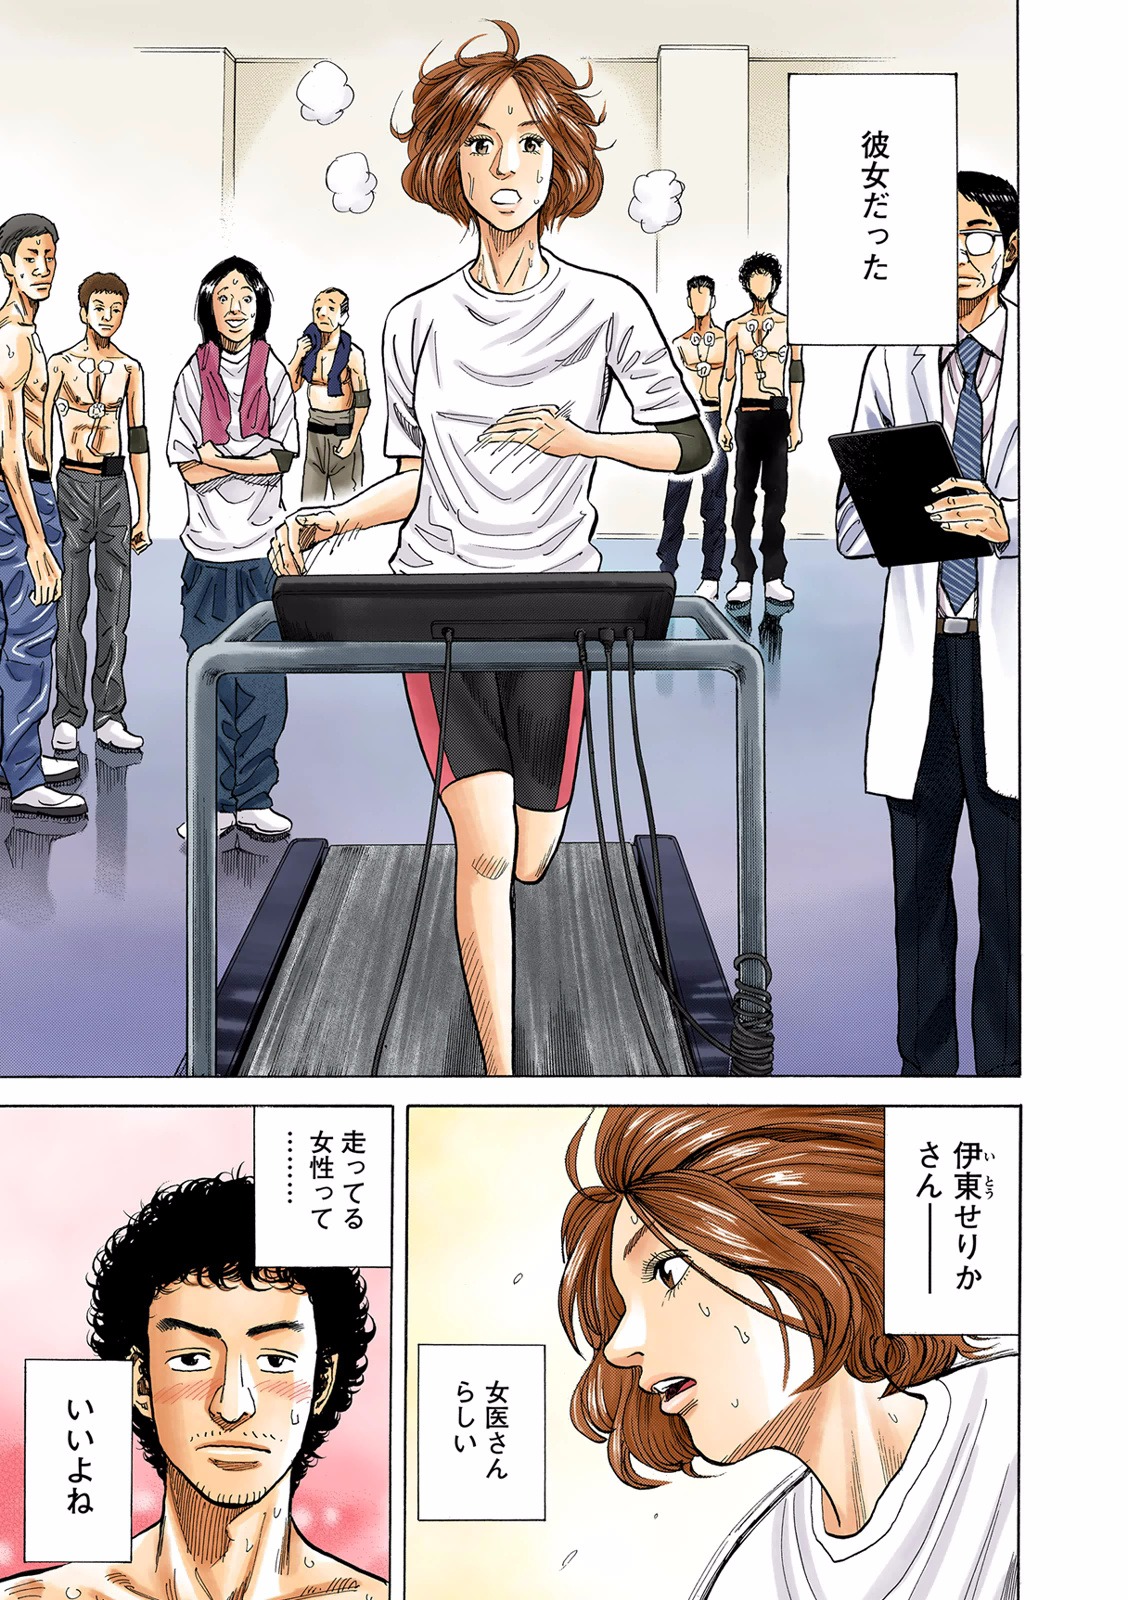 彼女だった
伊東せりか
さん――
女医さん
らしい
走ってる
女性って
………
いいよね